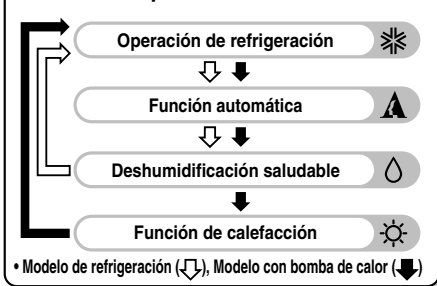 Operación de refrigeración
Función automática
Deshumidificación saludable
Función de calefacción
• Modelo de refrigeración (⇩), Modelo con bomba de calor (⬇)